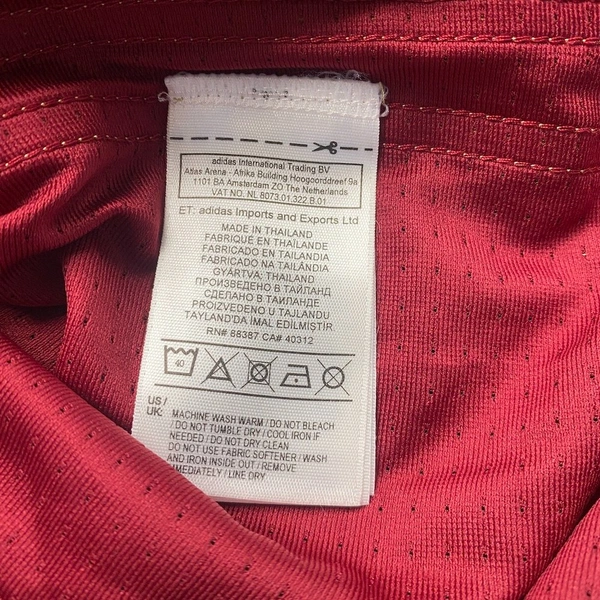 adidas International Trading BV
Atlas Arena - Afrika Building Hoogoorddreef 9a
1101 BA Amsterdam ZO The Netherlands
VAT NO. NL 8073.01.322.B.01
ET: adidas Imports and Exports Ltd
MADE IN THAILAND
FABRIQUÉ EN THAÏLANDE
FABRICADO EN TAILANDIA
FABRICADO NA TAILÂNDIA
GYÁRTVA: THAILAND
ПРОИЗВЕДЕНО В ТАЙЛАНД
СДЕЛАНО В ТАИЛАНДЕ
PROIZVEDENO U TAJLANDU
TAYLAND'DA İMAL EDİLMİŞTİR
RN# 88387 CA# 40312
40
US /
UK: MACHINE WASH WARM / DO NOT BLEACH
/ DO NOT TUMBLE DRY / COOL IRON IF
NEEDED / DO NOT DRY CLEAN
DO NOT USE FABRIC SOFTENER / WASH
AND IRON INSIDE OUT / REMOVE
IMMEDIATELY / LINE DRY